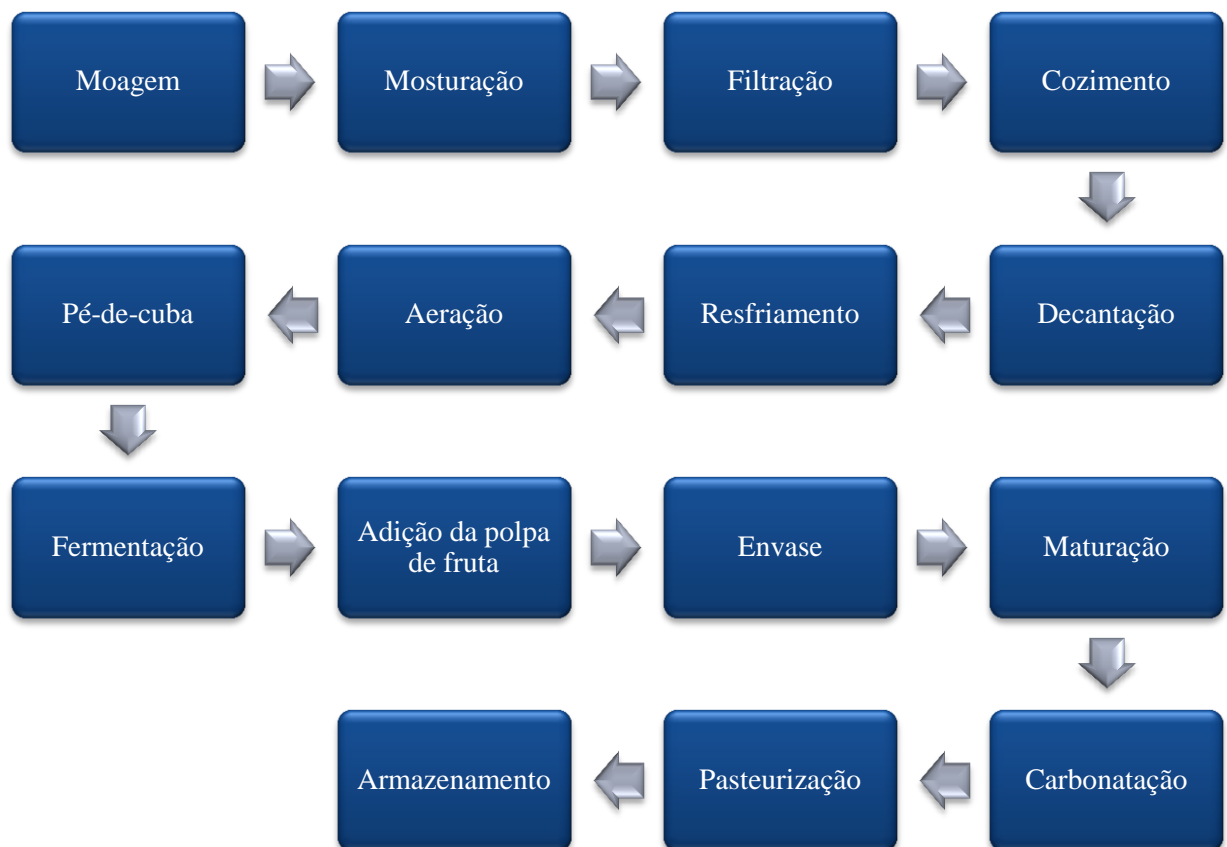 Moagem
Mosturação
Filtração
Cozimento
Decantação
Resfriamento
Aeração
Pé-de-cuba
Fermentação
Adição da polpa
de fruta
Envase
Maturação
Carbonatação
Pasteurização
Armazenamento